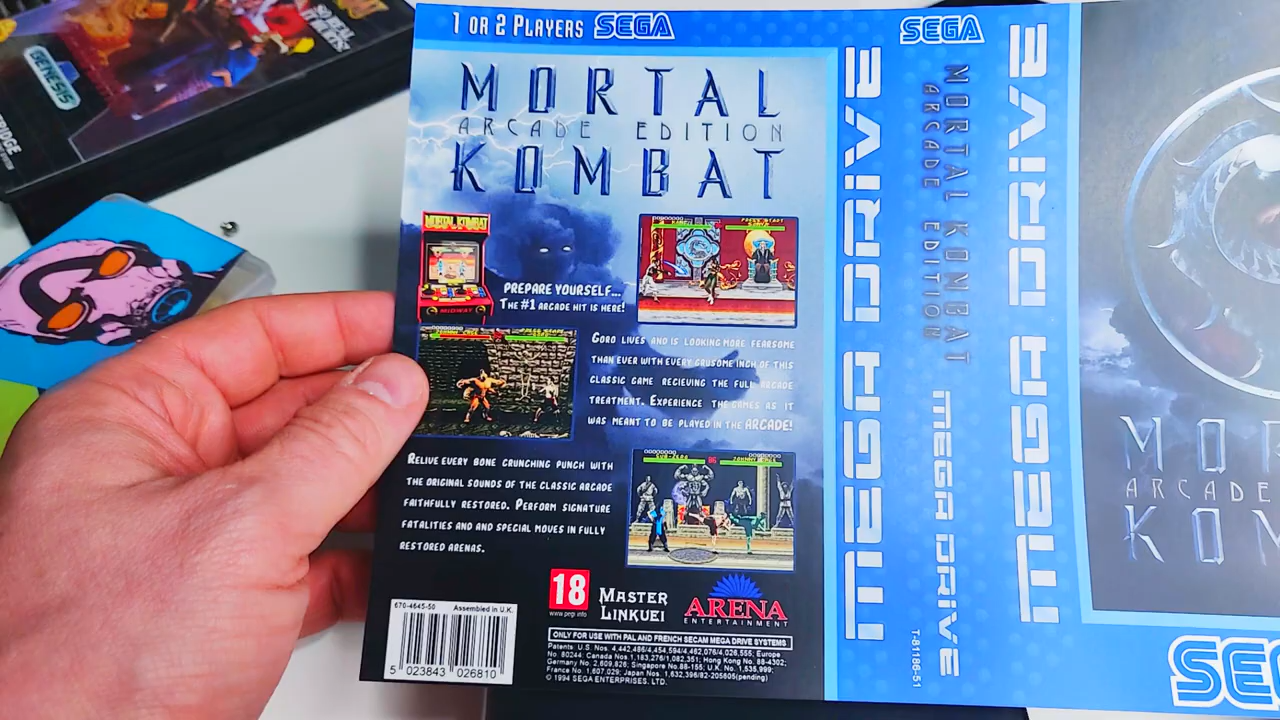 1 OR 2 PLAYERS SEGA
MORTAL
ARCADE EDITION
KOMBAT
MORTAL KOMBAT
MIDWAY
PREPARE YOURSELF...
THE #1 ARCADE HIT IS HERE!
GORO LIVES AND IS LOOKING MORE FEARSOME
THAN EVER WITH EVERY GRUSOME INCH OF THIS
CLASSIC GAME RECIEVING THE FULL ARCADE
TREATMENT. EXPERIENCE THE GAMES AS IT
WAS MEANT TO BE PLAYED IN THE ARCADE!
RELIVE EVERY BONE CRUNCHING PUNCH WITH
THE ORIGINAL SOUNDS OF THE CLASSIC ARCADE
FAITHFULLY RESTORED. PERFORM SIGNATURE
FATALITIES AND AND SPECIAL MOVES IN FULLY
RESTORED ARENAS.
SUB-ZERO
JOHNNY CAGE
670-4645-50 Assembled in U.K.
5 023843 026810
18
www.pegi.info
MASTER
LINKUEI
ARENA
ENTERTAINMENT
ONLY FOR USE WITH PAL AND FRENCH SECAM MEGA DRIVE SYSTEMS
Patents: U.S. Nos. 4,442,486/4,454,594/4,462,076/4,026,555; Europe
No. 80244; Canada Nos. 1,183,276/1,082,351; Hong Kong No. 88-4302;
Germany No. 2,609,826; Singapore No. 88-155; U.K. No. 1,535,999;
France No. 1,607,029; Japan Nos. 1,632,396/82-205605(pending)
© 1994 SEGA ENTERPRISES, LTD.
MEGA DRIVE
SEGA
MORTAL KOMBAT
ARCADE EDITION
MEGA DRIVE
T-81186-51
MEGA DRIVE
MOR
ARCADE
KOM
SEG
GENESIS